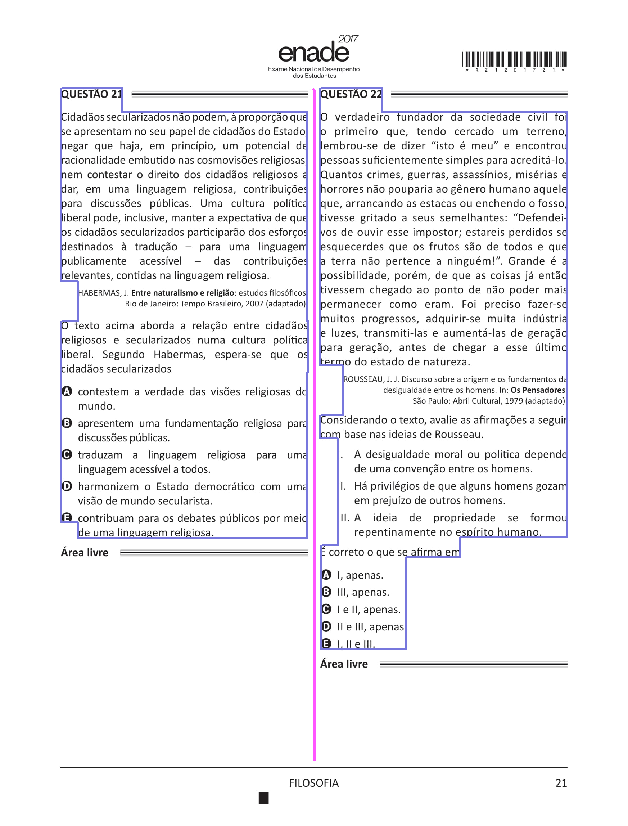 enade 2017
Exame Nacional de Desempenho
dos Estudantes
*R2120172 1*
QUESTÃO 21
Cidadãos secularizados não podem, à proporção que
se apresentam no seu papel de cidadãos do Estado,
negar que haja, em princípio, um potencial de
racionalidade embutido nas cosmovisões religiosas,
nem contestar o direito dos cidadãos religiosos a
dar, em uma linguagem religiosa, contribuições
para discussões públicas. Uma cultura política
liberal pode, inclusive, manter a expectativa de que
os cidadãos secularizados participarão dos esforços
destinados à tradução – para uma linguagem
publicamente acessível – das contribuições
relevantes, contidas na linguagem religiosa.
HABERMAS, J. Entre naturalismo e religião: estudos filosóficos.
Rio de Janeiro: Tempo Brasileiro, 2007 (adaptado).
O texto acima aborda a relação entre cidadãos
religiosos e secularizados numa cultura política
liberal. Segundo Habermas, espera-se que os
cidadãos secularizados
A contestem a verdade das visões religiosas do
mundo.
B apresentem uma fundamentação religiosa para
discussões públicas.
C traduzam a linguagem religiosa para uma
linguagem acessível a todos.
D harmonizem o Estado democrático com uma
visão de mundo secularista.
E contribuam para os debates públicos por meio
de uma linguagem religiosa.
Área livre
QUESTÃO 22
O verdadeiro fundador da sociedade civil foi
o primeiro que, tendo cercado um terreno,
lembrou-se de dizer "isto é meu" e encontrou
pessoas suficientemente simples para acreditá-lo.
Quantos crimes, guerras, assassínios, misérias e
horrores não pouparia ao gênero humano aquele
que, arrancando as estacas ou enchendo o fosso,
tivesse gritado a seus semelhantes: "Defendei-
vos de ouvir esse impostor; estareis perdidos se
esquecerdes que os frutos são de todos e que
a terra não pertence a ninguém!". Grande é a
possibilidade, porém, de que as coisas já então
tivessem chegado ao ponto de não poder mais
permanecer como eram. Foi preciso fazer-se
muitos progressos, adquirir-se muita indústria
e luzes, transmiti-las e aumentá-las de geração
para geração, antes de chegar a esse último
termo do estado de natureza.
ROUSSEAU, J. J. Discurso sobre a origem e os fundamentos da
desigualdade entre os homens. In: Os Pensadores.
São Paulo: Abril Cultural, 1979 (adaptado).
Considerando o texto, avalie as afirmações a seguir
com base nas ideias de Rousseau.
I. A desigualdade moral ou política depende
de uma convenção entre os homens.
II. Há privilégios de que alguns homens gozam
em prejuízo de outros homens.
III. A ideia de propriedade se formou
repentinamente no espírito humano.
É correto o que se afirma em
A I, apenas.
B III, apenas.
C I e II, apenas.
D II e III, apenas.
E I, II e III.
Área livre
FILOSOFIA
21